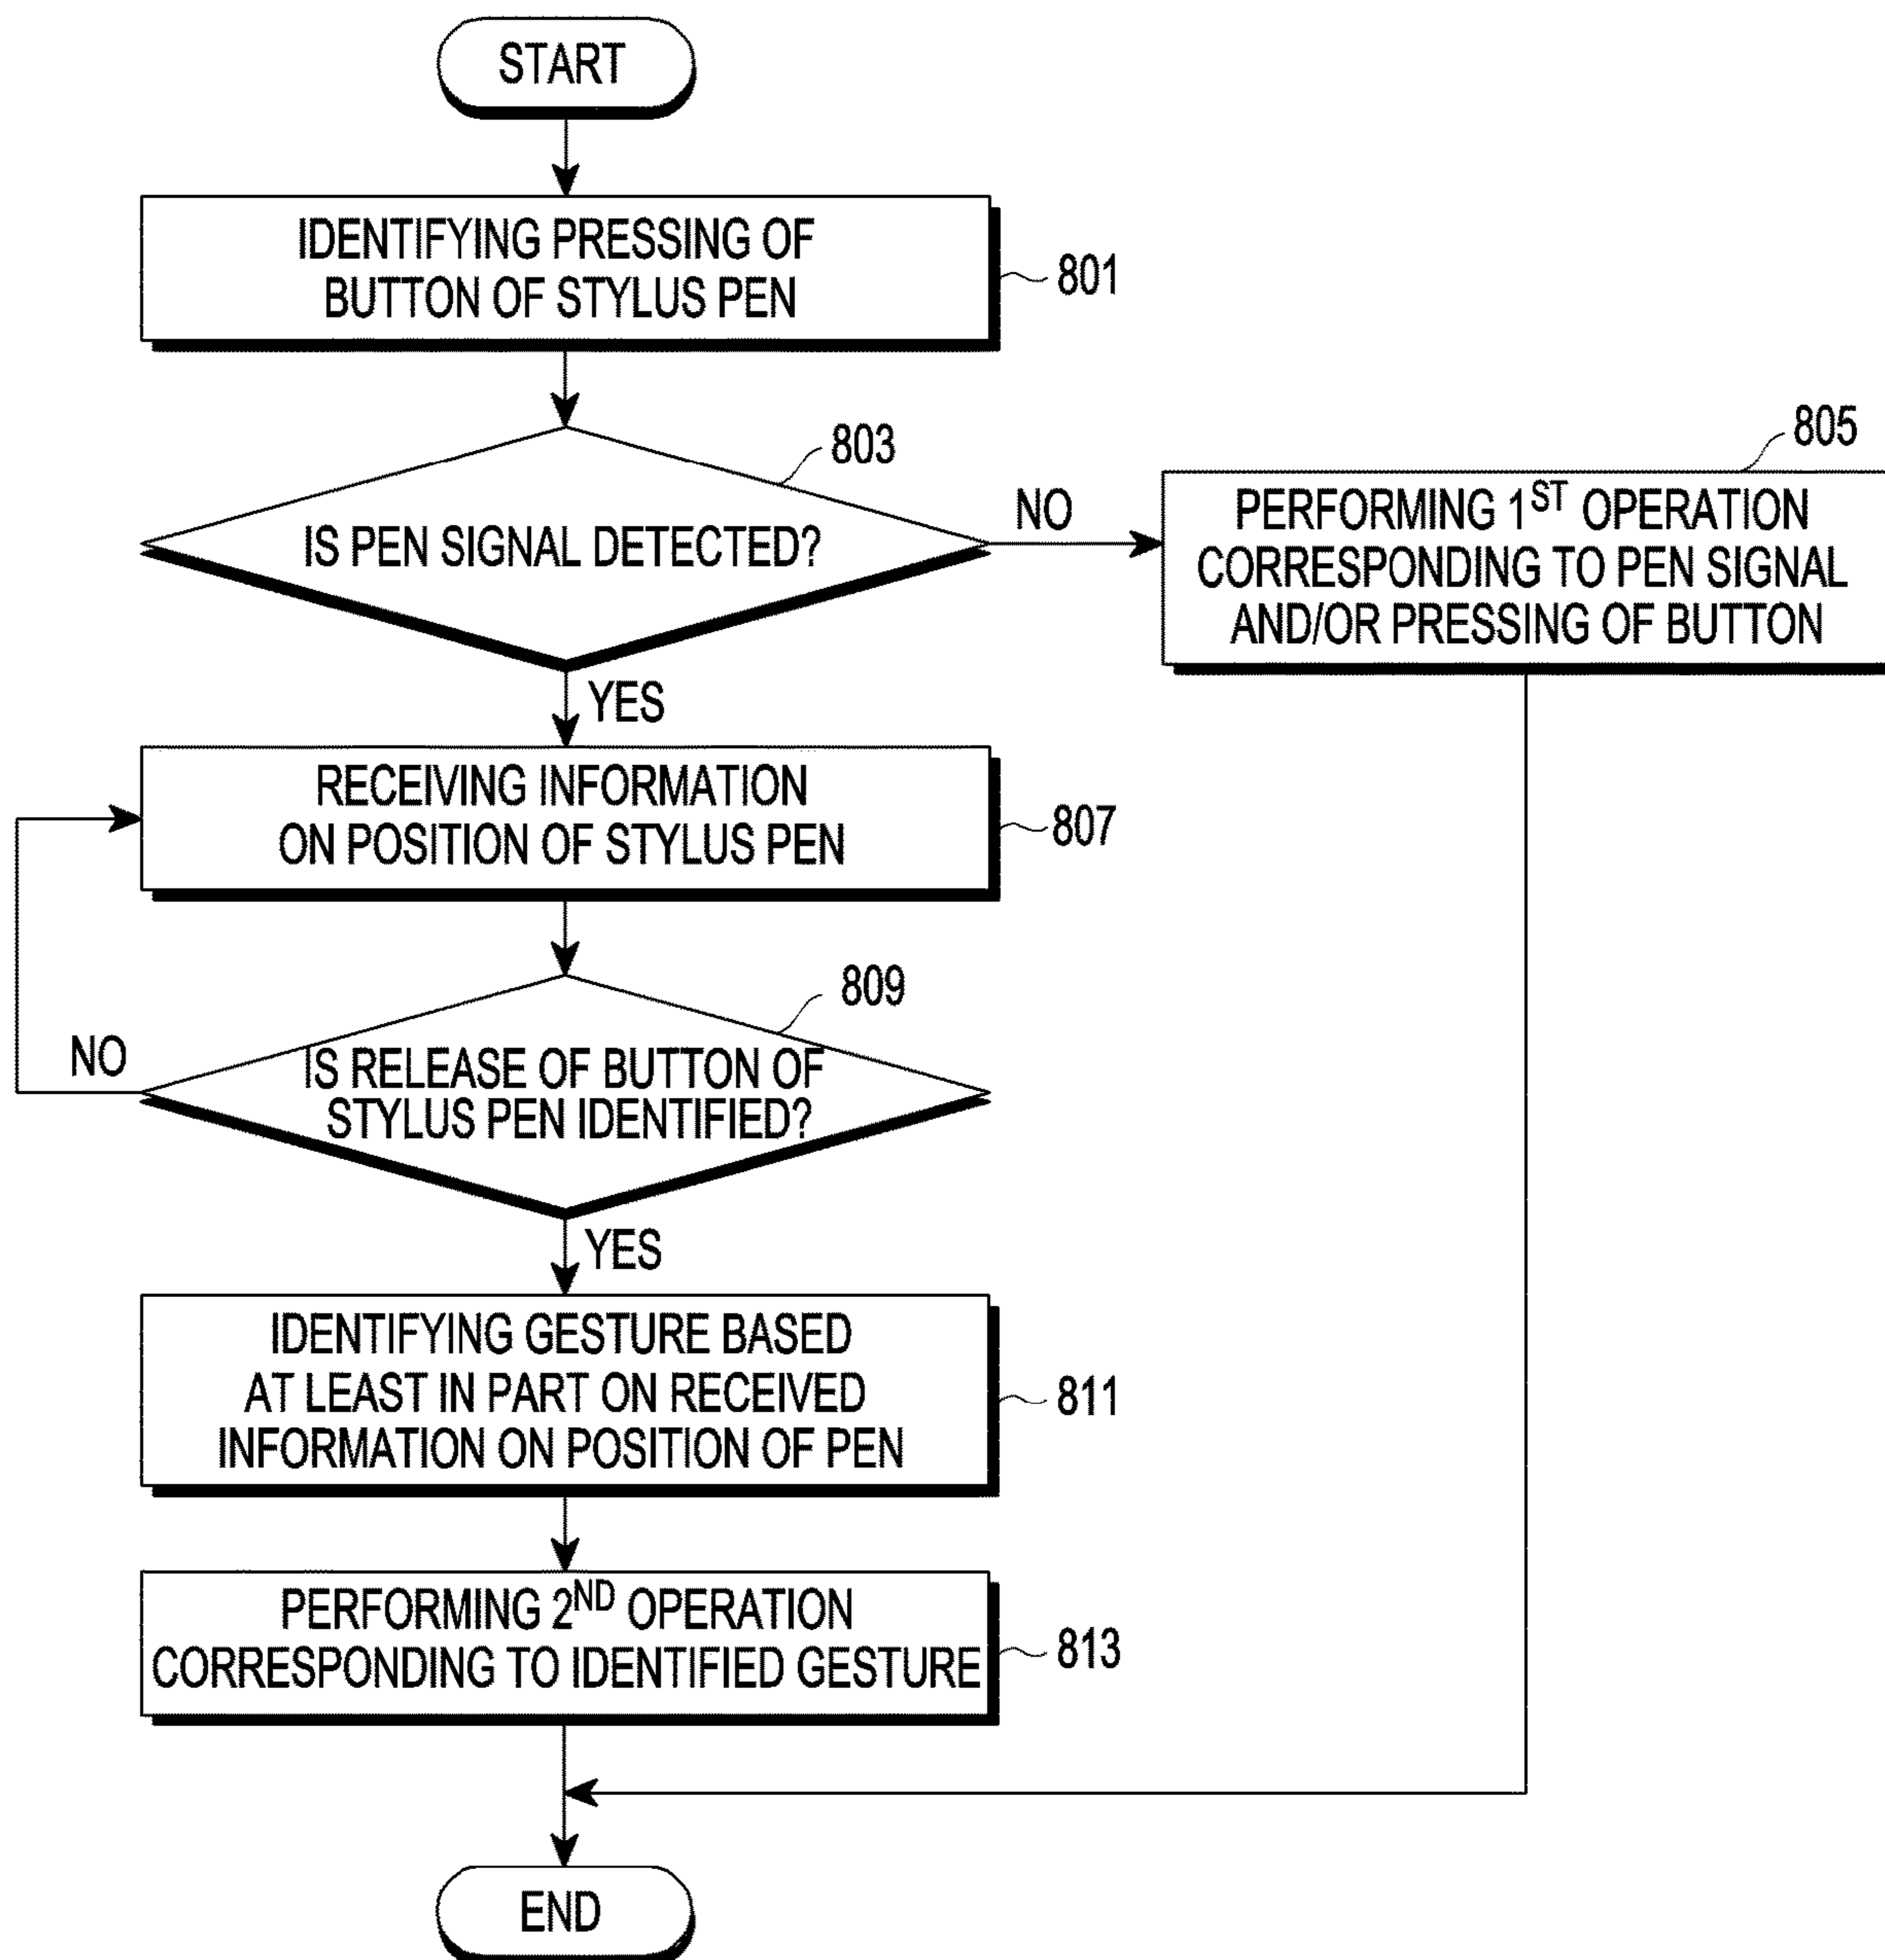 START
IDENTIFYING PRESSING OF
BUTTON OF STYLUS PEN
801
803
IS PEN SIGNAL DETECTED?
NO
805
PERFORMING 1ST OPERATION
CORRESPONDING TO PEN SIGNAL
AND/OR PRESSING OF BUTTON
YES
RECEIVING INFORMATION
ON POSITION OF STYLUS PEN
807
809
NO
IS RELEASE OF BUTTON OF
STYLUS PEN IDENTIFIED?
YES
IDENTIFYING GESTURE BASED
AT LEAST IN PART ON RECEIVED
INFORMATION ON POSITION OF PEN
811
PERFORMING 2ND OPERATION
CORRESPONDING TO IDENTIFIED GESTURE
813
END